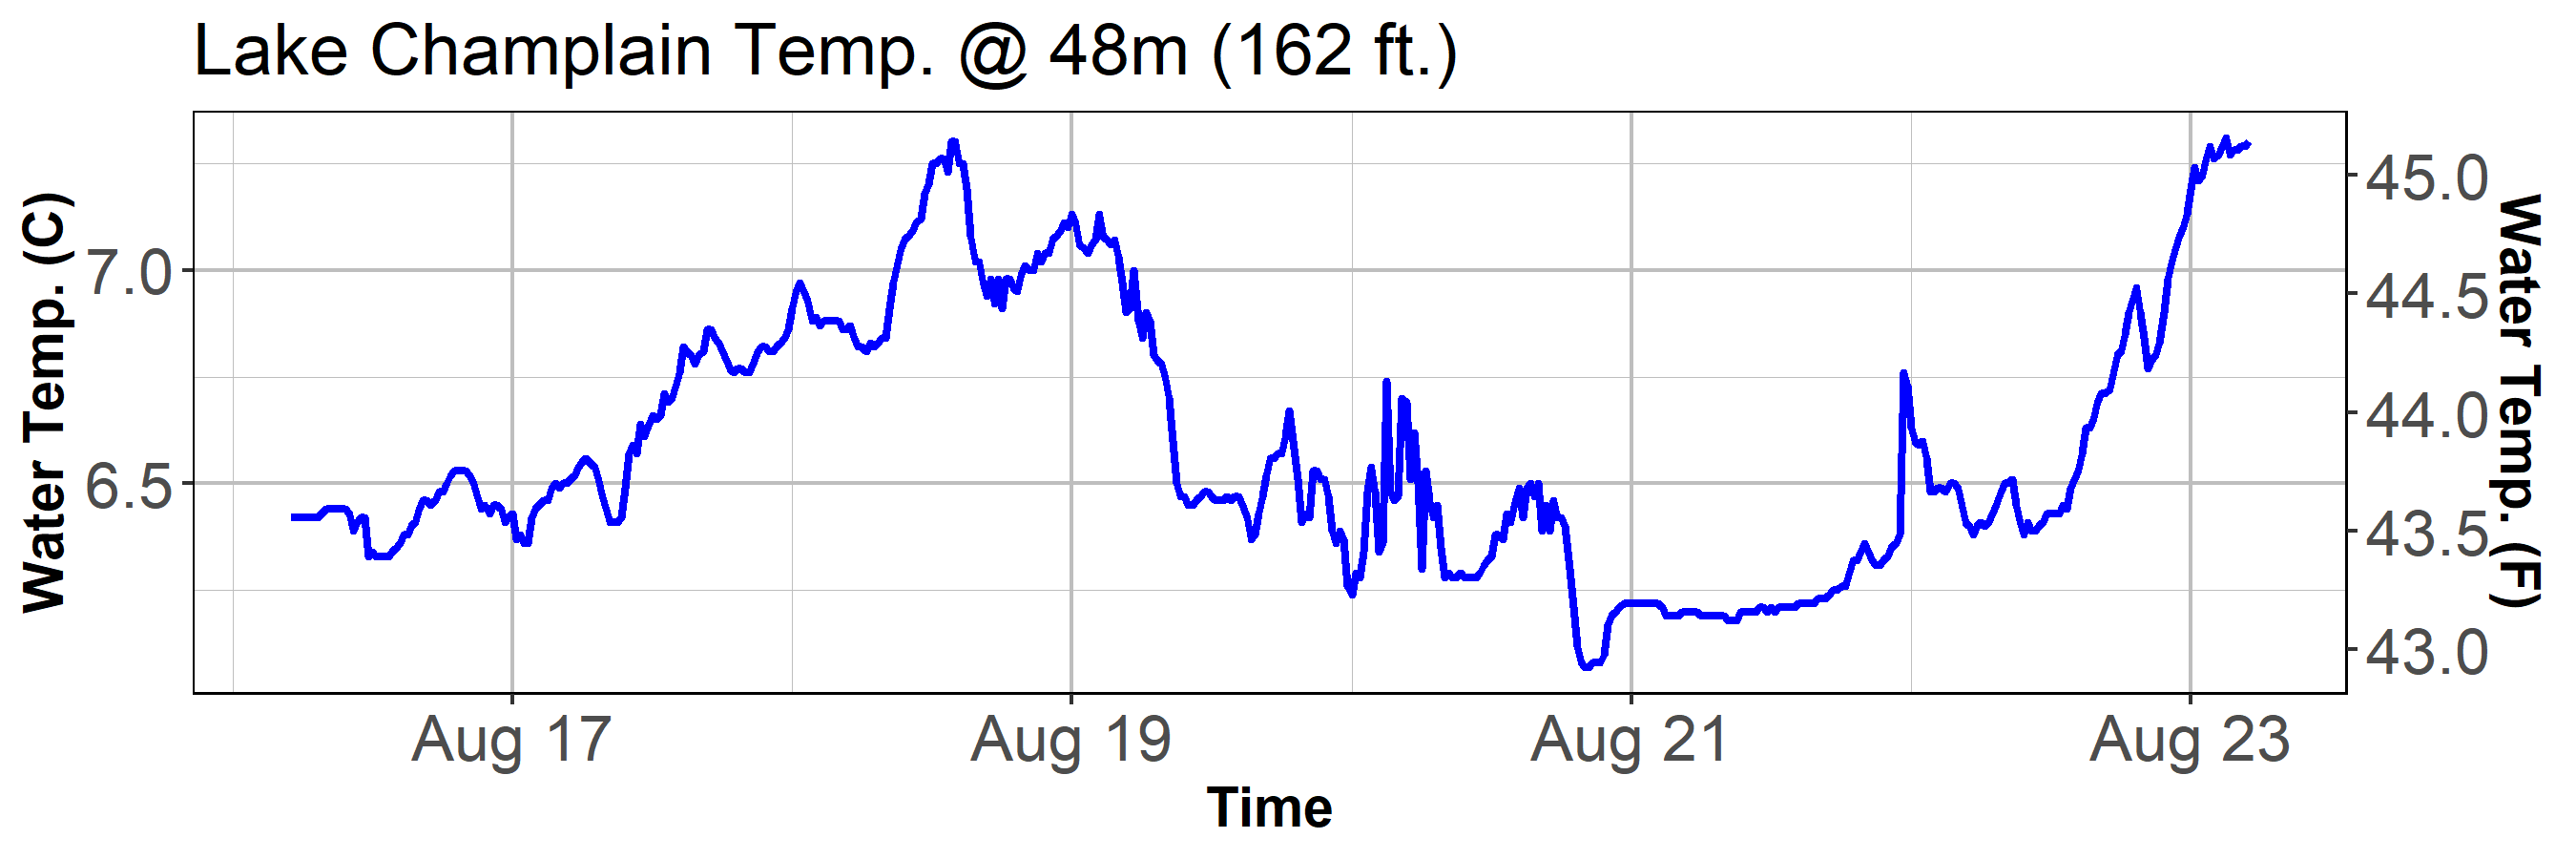 Lake Champlain Temp. @ 48m (162 ft.)
Water Temp. (C)
7.0
6.5
45.0
44.5
44.0
43.5
43.0
Water Temp. (F)
Aug 17 Aug 19 Aug 21 Aug 23
Time